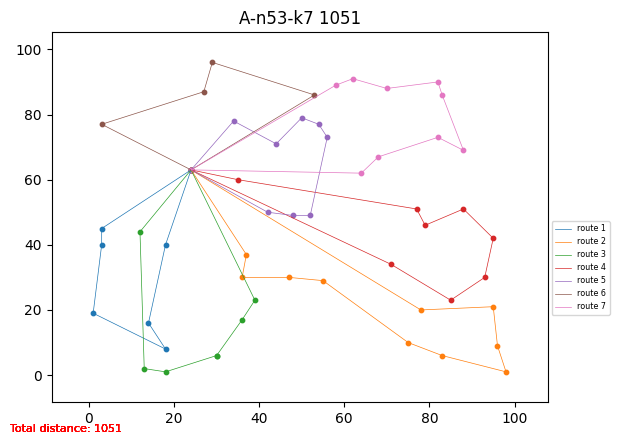 A-n53-k7 1051
100
80
60
40
20
0
0 20 40 60 80 100
route 1
route 2
route 3
route 4
route 5
route 6
route 7
Total distance: 1051